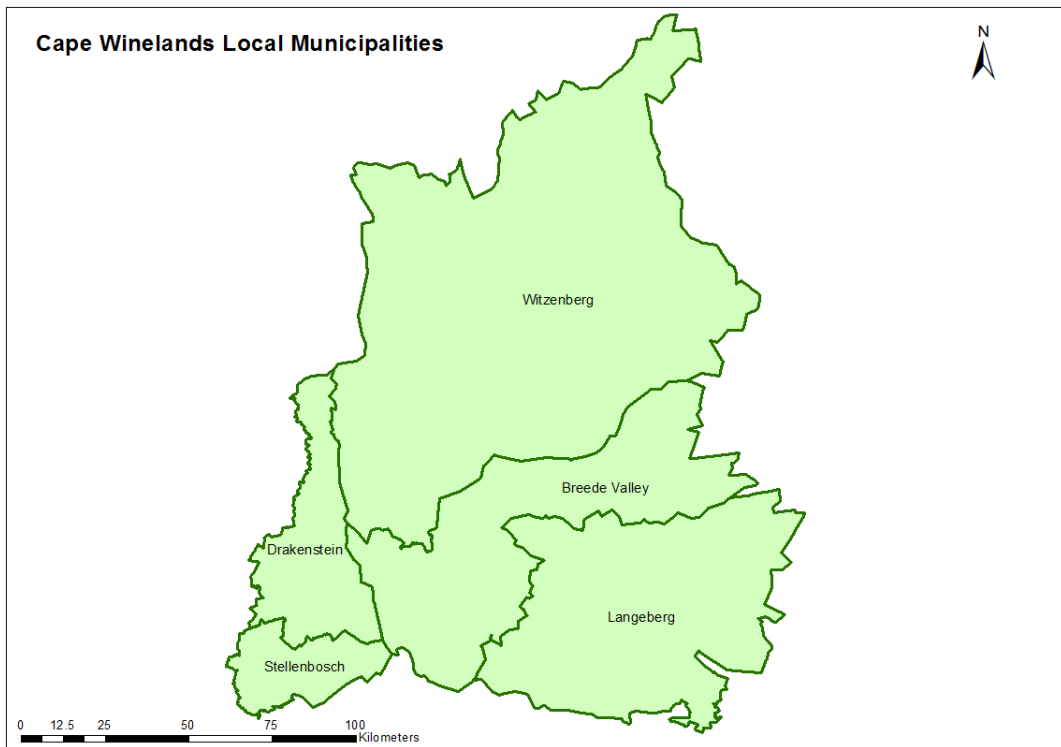 Cape Winelands Local Municipalities
N
Witzenberg
Breede Valley
Drakenstein
Langeberg
Stellenbosch
0 12.5 25 50 75 100
Kilometers